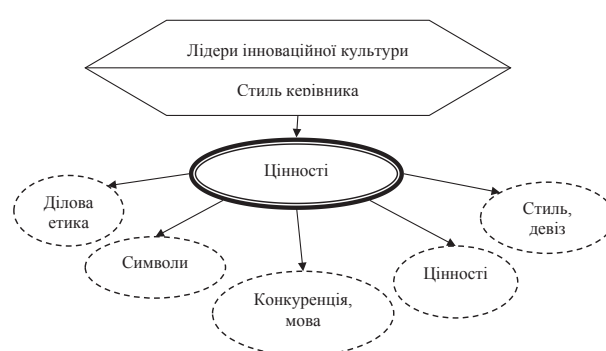 Лідери інноваційної культури
Стиль керівника
Цінності
Ділова
етика
Символи
Конкуренція,
мова
Цінності
Стиль,
девіз